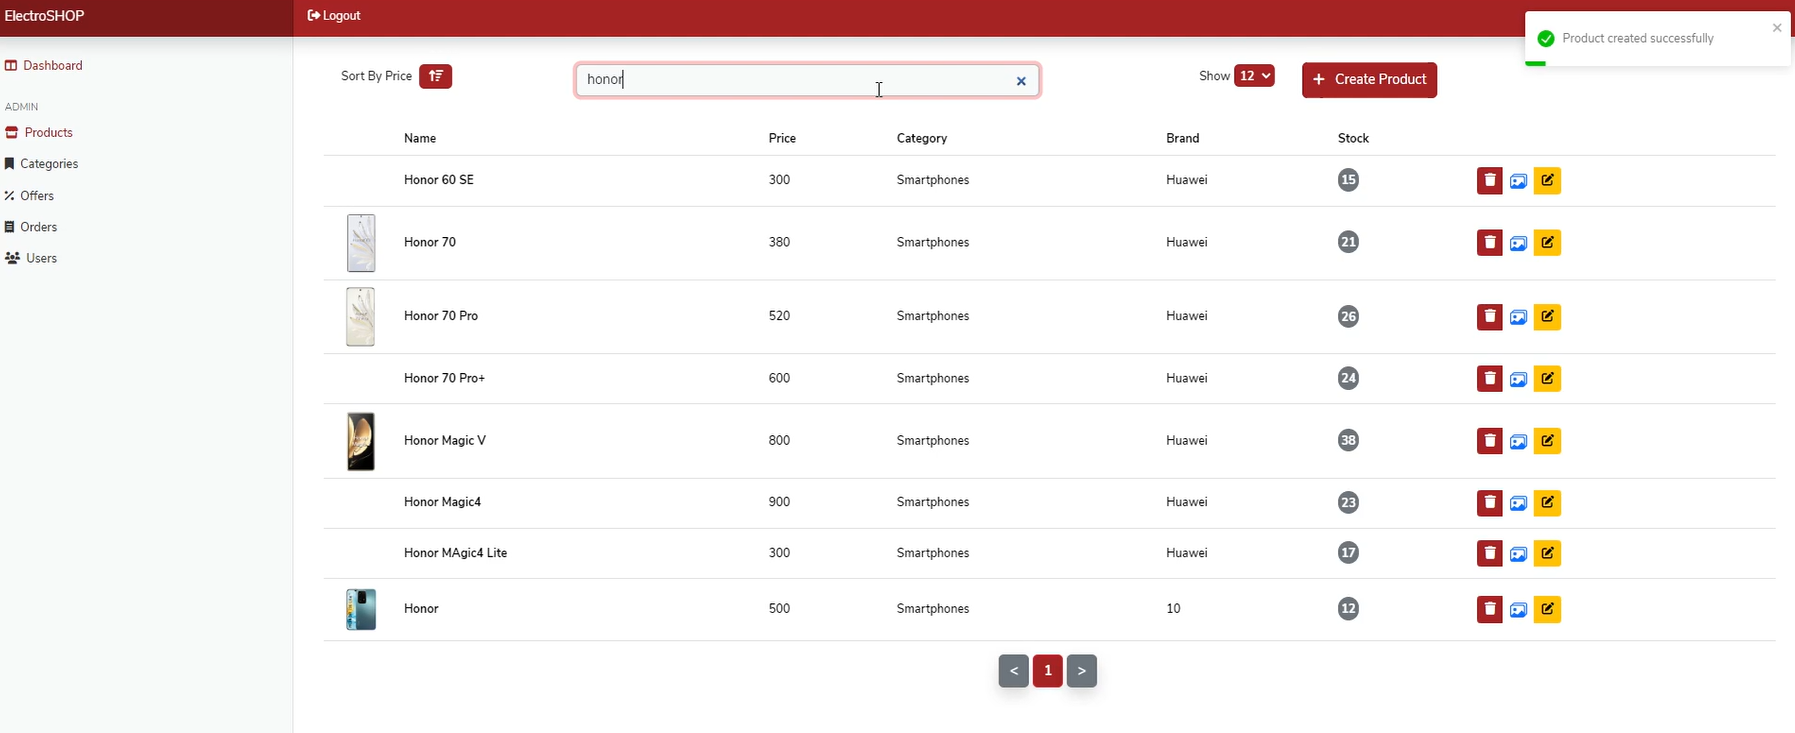 ElectroSHOP
Logout
Product created successfully
Dashboard
ADMIN
Products
Categories
Offers
Orders
Users
Sort By Price
honor
Show 12
+ Create Product
Name Price Category Brand Stock
Honor 60 SE 300 Smartphones Huawei 15
Honor 70 380 Smartphones Huawei 21
Honor 70 Pro 520 Smartphones Huawei 26
Honor 70 Pro+ 600 Smartphones Huawei 24
Honor Magic V 800 Smartphones Huawei 38
Honor Magic4 900 Smartphones Huawei 23
Honor MAgic4 Lite 300 Smartphones Huawei 17
Honor 500 Smartphones 10 12
< 1 >